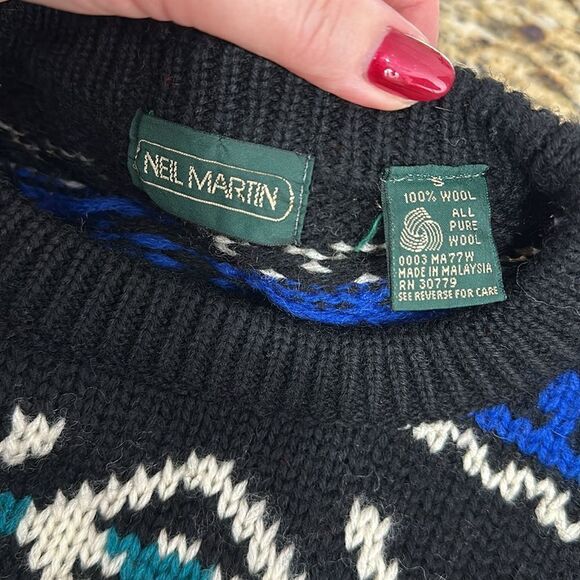 NEIL MARTIN
S
100% WOOL
ALL
PURE
WOOL
0003 MA77W
MADE IN MALAYSIA
RN 30779
SEE REVERSE FOR CARE